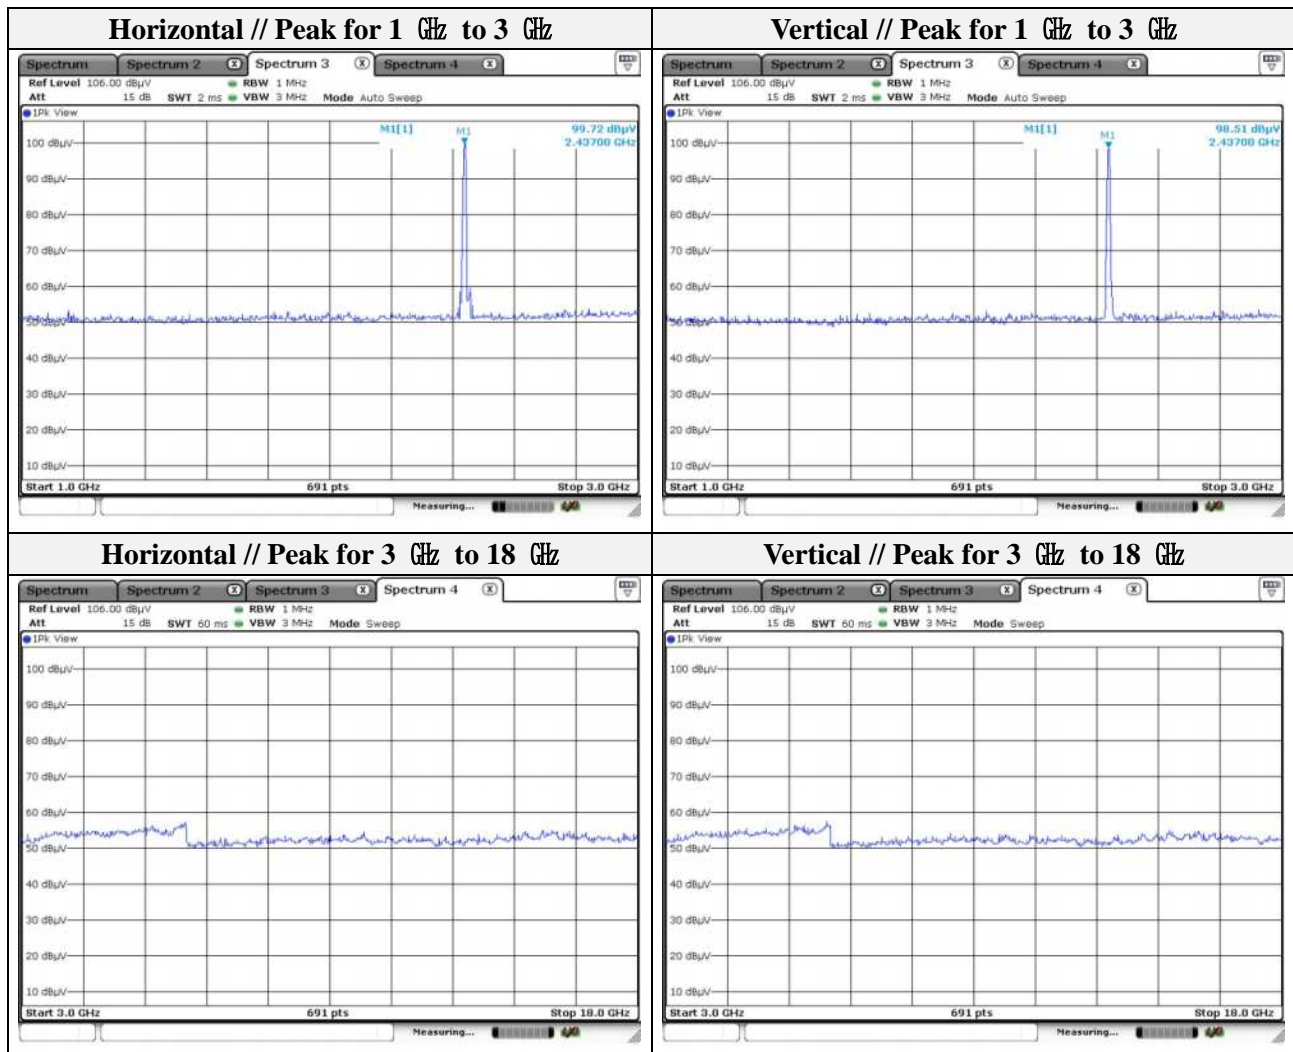 Horizontal // Peak for 1 ㎓ to 3 ㎓
Spectrum Spectrum 2 Spectrum 3 Spectrum 4
Ref Level 106.00 dBµV RBW 1 MHz
Att 15 dB SWT 2 ms VBW 3 MHz Mode Auto Sweep
1Pk View
M1[1] 99.72 dBµV
2.43700 GHz
M1
100 dBµV
90 dBµV
80 dBµV
70 dBµV
60 dBµV
50 dBµV
40 dBµV
30 dBµV
20 dBµV
10 dBµV
Start 1.0 GHz 691 pts Stop 3.0 GHz
Measuring...
Vertical // Peak for 1 ㎓ to 3 ㎓
Spectrum Spectrum 2 Spectrum 3 Spectrum 4
Ref Level 106.00 dBµV RBW 1 MHz
Att 15 dB SWT 2 ms VBW 3 MHz Mode Auto Sweep
1Pk View
M1[1] 98.51 dBµV
2.43700 GHz
M1
100 dBµV
90 dBµV
80 dBµV
70 dBµV
60 dBµV
50 dBµV
40 dBµV
30 dBµV
20 dBµV
10 dBµV
Start 1.0 GHz 691 pts Stop 3.0 GHz
Measuring...
Horizontal // Peak for 3 ㎓ to 18 ㎓
Spectrum Spectrum 2 Spectrum 3 Spectrum 4
Ref Level 106.00 dBµV RBW 1 MHz
Att 15 dB SWT 60 ms VBW 3 MHz Mode Sweep
1Pk View
100 dBµV
90 dBµV
80 dBµV
70 dBµV
60 dBµV
50 dBµV
40 dBµV
30 dBµV
20 dBµV
10 dBµV
Start 3.0 GHz 691 pts Stop 18.0 GHz
Measuring...
Vertical // Peak for 3 ㎓ to 18 ㎓
Spectrum Spectrum 2 Spectrum 3 Spectrum 4
Ref Level 106.00 dBµV RBW 1 MHz
Att 15 dB SWT 60 ms VBW 3 MHz Mode Sweep
1Pk View
100 dBµV
90 dBµV
80 dBµV
70 dBµV
60 dBµV
50 dBµV
40 dBµV
30 dBµV
20 dBµV
10 dBµV
Start 3.0 GHz 691 pts Stop 18.0 GHz
Measuring...